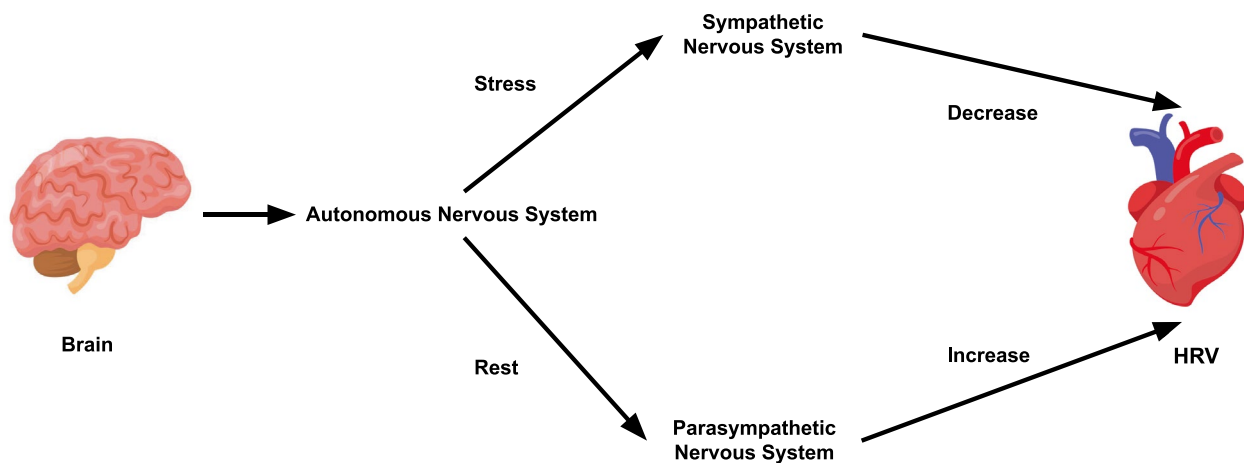 Sympathetic
Nervous System
Stress
Decrease
Autonomous Nervous System
Brain
Rest
Increase
HRV
Parasympathetic
Nervous System